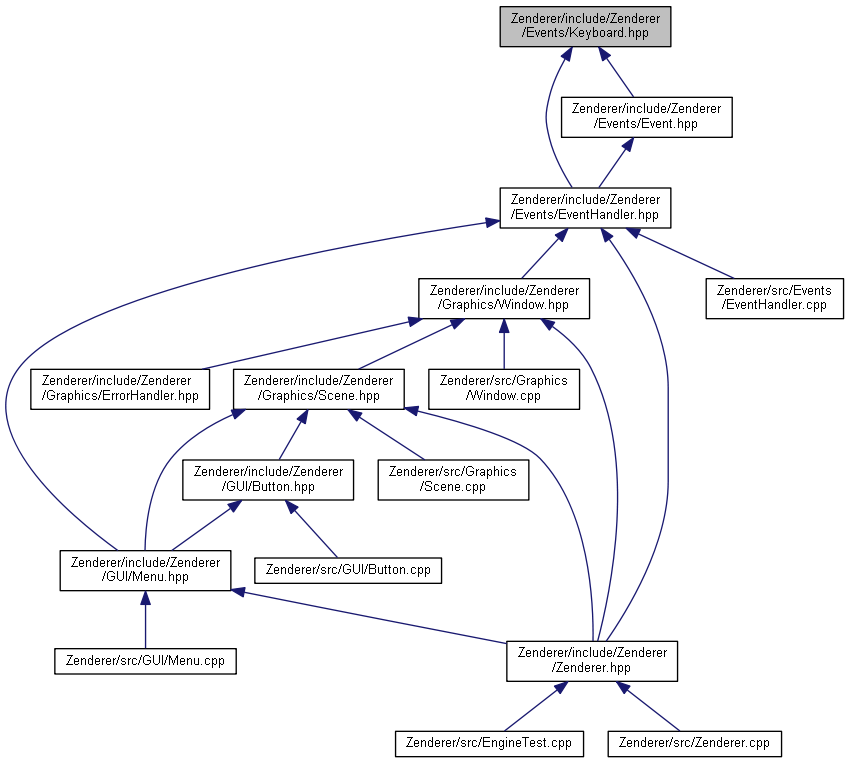 Zenderer/include/Zenderer
/Events/Keyboard.hpp
Zenderer/include/Zenderer
/Events/Event.hpp
Zenderer/include/Zenderer
/Events/EventHandler.hpp
Zenderer/include/Zenderer
/Graphics/Window.hpp
Zenderer/src/Events
/EventHandler.cpp
Zenderer/include/Zenderer
/Graphics/ErrorHandler.hpp
Zenderer/include/Zenderer
/Graphics/Scene.hpp
Zenderer/src/Graphics
/Window.cpp
Zenderer/include/Zenderer
/GUI/Button.hpp
Zenderer/src/Graphics
/Scene.cpp
Zenderer/include/Zenderer
/GUI/Menu.hpp
Zenderer/src/GUI/Button.cpp
Zenderer/src/GUI/Menu.cpp
Zenderer/include/Zenderer
/Zenderer.hpp
Zenderer/src/EngineTest.cpp
Zenderer/src/Zenderer.cpp